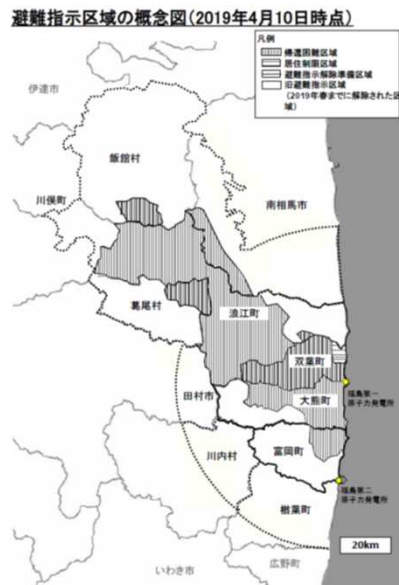 避難指示区域の概念図(2019年4月10日時点)
凡例
帰還困難区域
居住制限区域
避難指示解除準備区域
旧避難指示区域
(2019年春までに解除された区
域)
伊達市
飯館村
川俣町
南相馬市
葛尾村
浪江町
双葉町
田村市
大熊町
福島第一
原子力発電所
川内村
富岡町
福島第二
原子力発電所
楢葉町
20km
いわき市
広野町